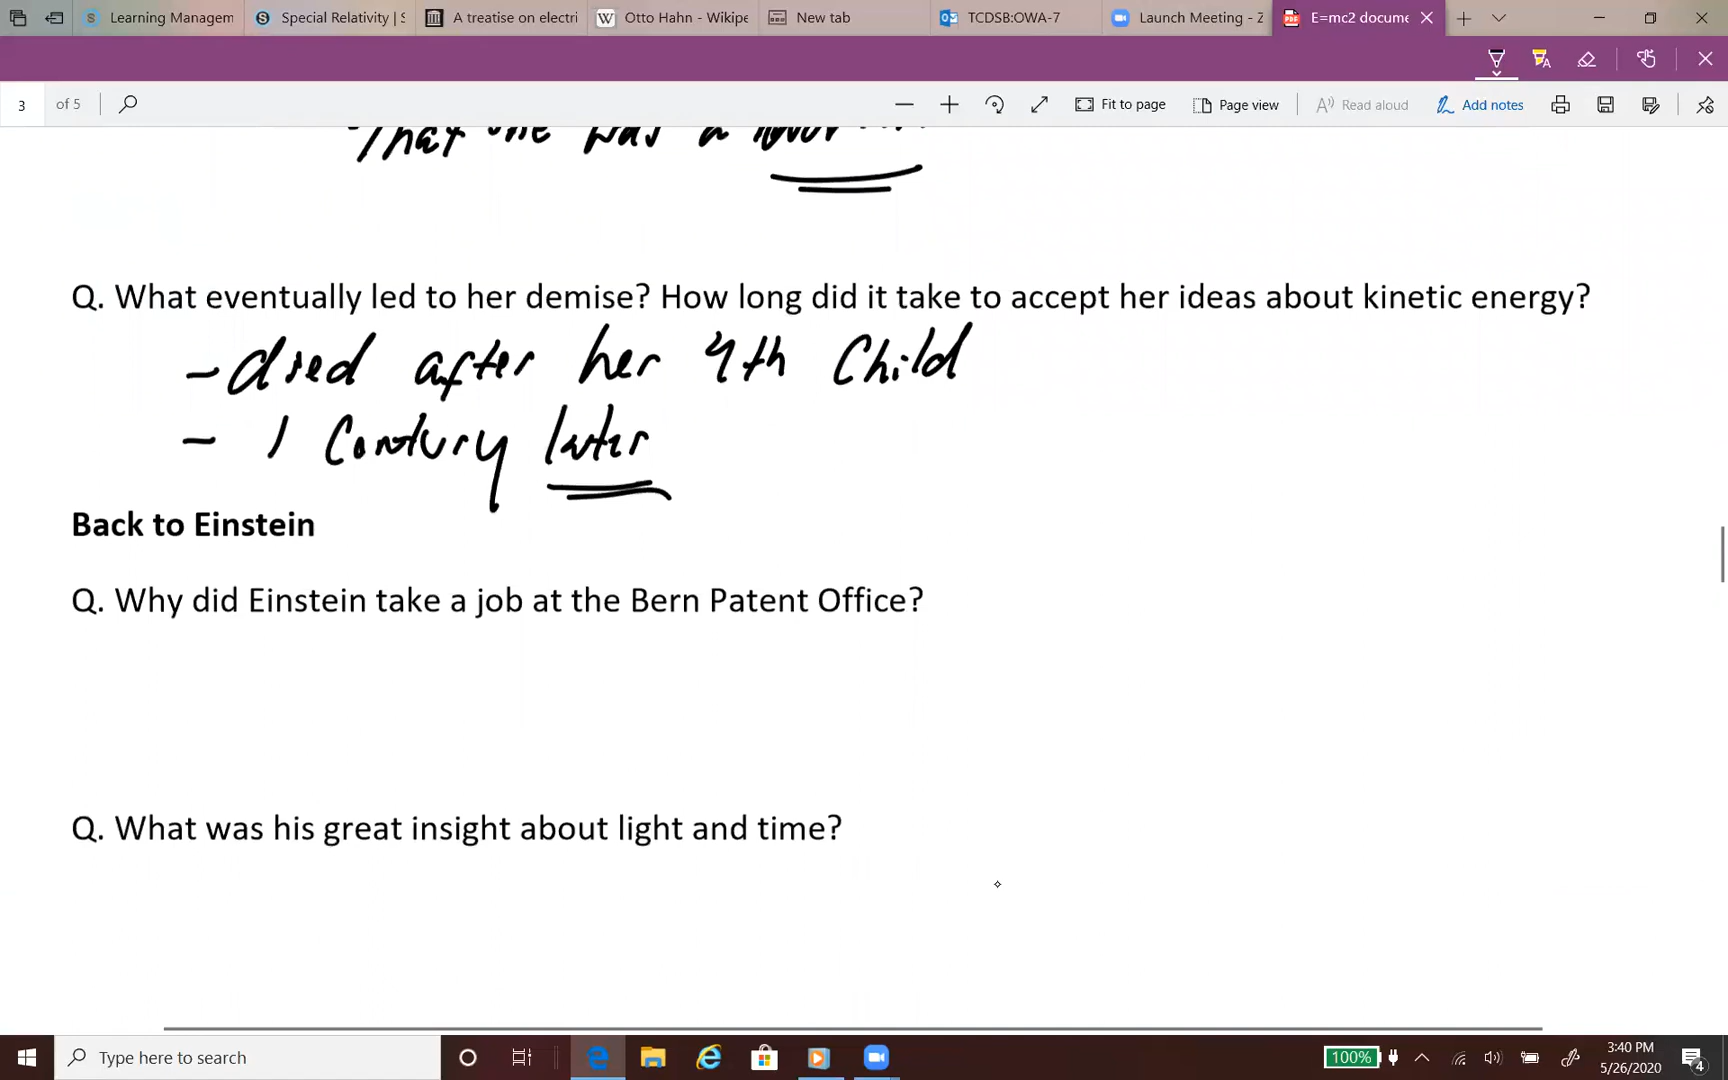 Learning Managem
Special Relativity | S
A treatise on electri
Otto Hahn - Wikipe
New tab
TCDSB:OWA-7
Launch Meeting - Z
E=mc2 docume
3 of 5
Fit to page
Page view
Read aloud
Add notes
That she was a
Q. What eventually led to her demise? How long did it take to accept her ideas about kinetic energy?
- died after her 4th Child
- 1 Century later
Back to Einstein
Q. Why did Einstein take a job at the Bern Patent Office?
Q. What was his great insight about light and time?
Type here to search
100%
3:40 PM
5/26/2020
4